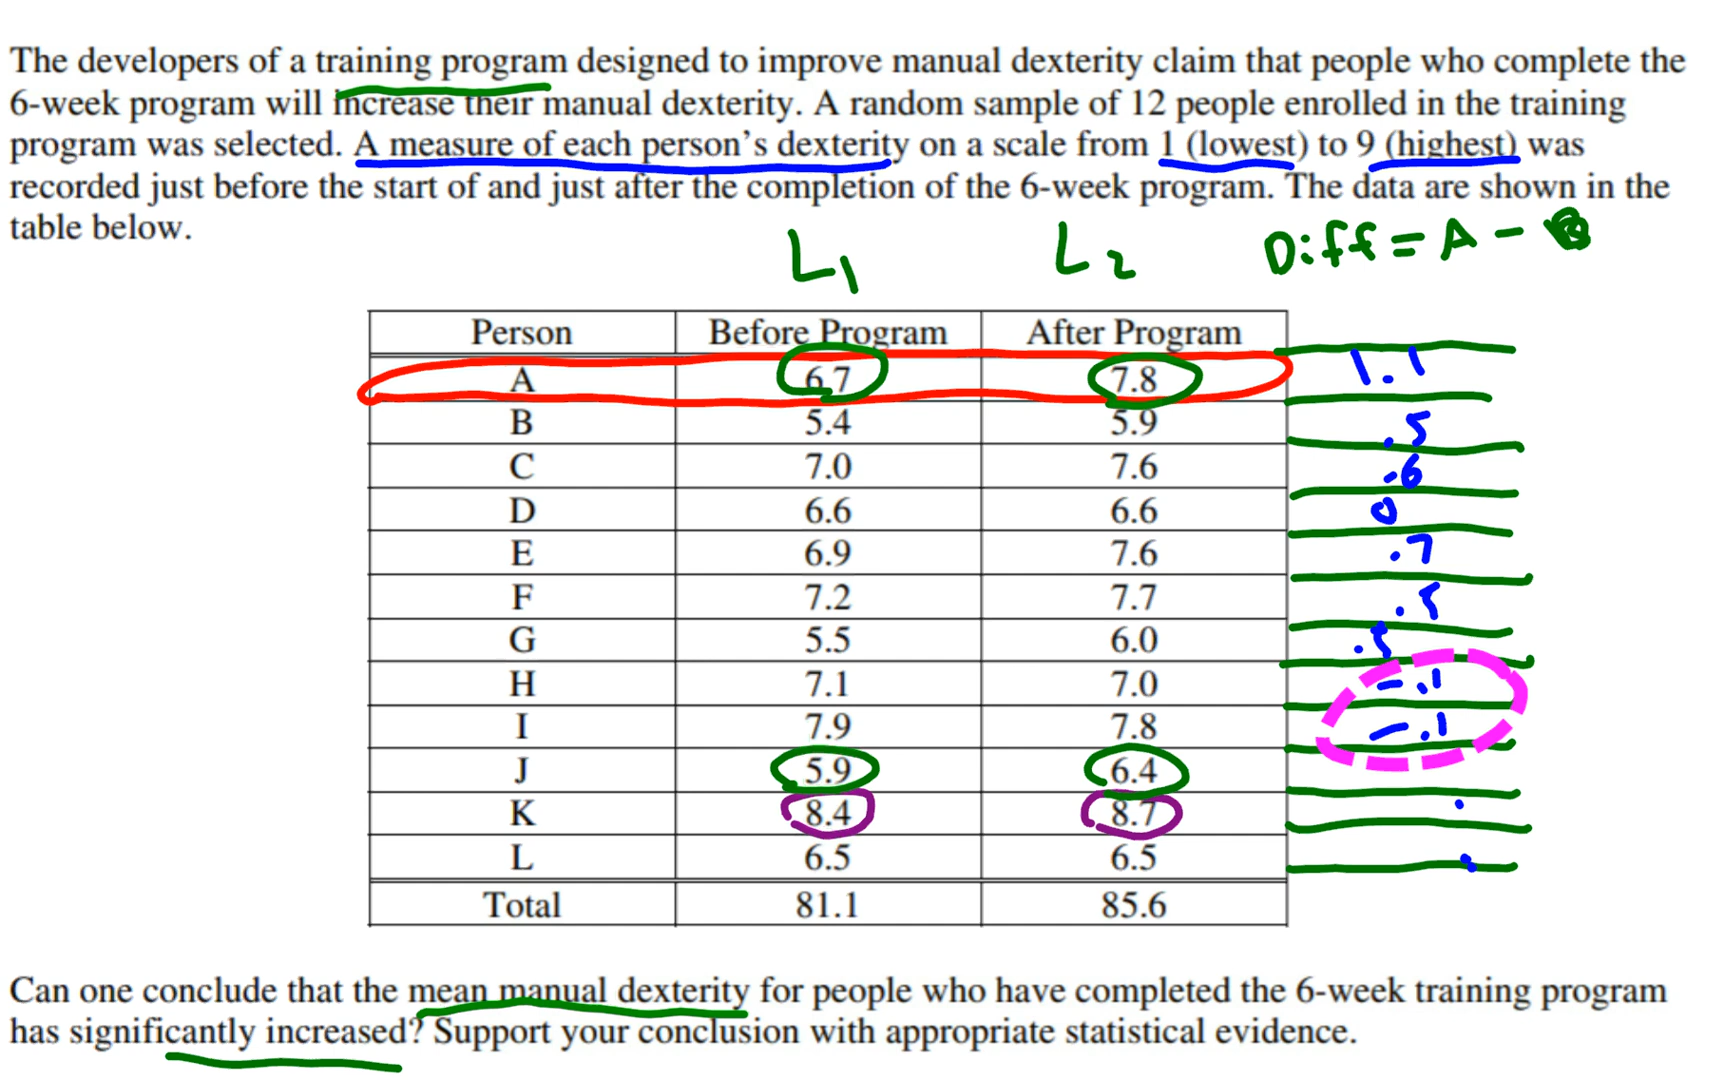 The developers of a training program designed to improve manual dexterity claim that people who complete the
6-week program will increase their manual dexterity. A random sample of 12 people enrolled in the training
program was selected. A measure of each person's dexterity on a scale from 1 (lowest) to 9 (highest) was
recorded just before the start of and just after the completion of the 6-week program. The data are shown in the
table below.
L1 L2 Diff = A - B
Person Before Program After Program
A 6.7 7.8 1.1
B 5.4 5.9 .5
C 7.0 7.6 .6
D 6.6 6.6 0
E 6.9 7.6 .7
F 7.2 7.7 .5
G 5.5 6.0 .5
H 7.1 7.0 -.1
I 7.9 7.8 -.1
J 5.9 6.4
K 8.4 8.7
L 6.5 6.5
Total 81.1 85.6
Can one conclude that the mean manual dexterity for people who have completed the 6-week training program
has significantly increased? Support your conclusion with appropriate statistical evidence.